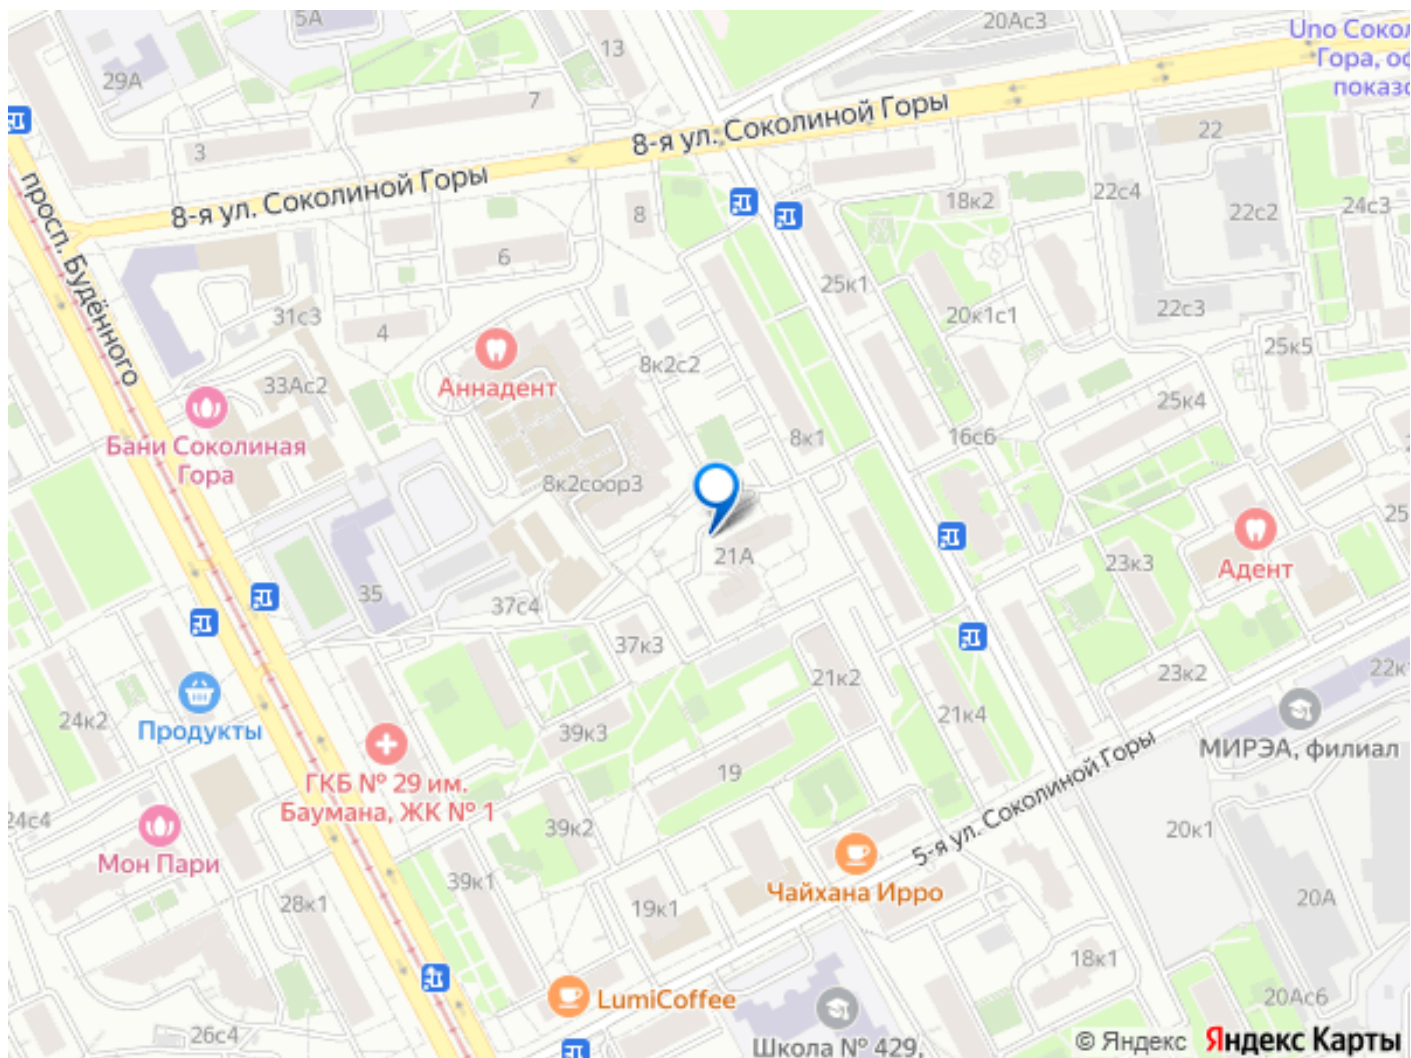 5А
20Ас3
Uno Сокол
Гора, оф
показо
13
29А
7
3
22
8-я ул. Соколиной Горы
8-я ул. Соколиной Горы
просп. Будённого
8
18к2
22с4
22с2
24с3
6
25к1
31с3
4
20к1с1
22с3
25к5
Аннадент
8к2с2
33Ас2
25к4
Бани Соколиная
Гора
8к1
16с6
8к2соор3
25
21А
23к3
Адент
35
37с4
37к3
21к2
23к2
22к1
24к2
Продукты
39к3
21к4
МИРЭА, филиал
ГКБ № 29 им.
Баумана, ЖК № 1
19
5-я ул. Соколиной Горы
24с4
39к2
20к1
Мон Пари
39к1
Чайхана Ирро
28к1
19к1
20А
18к1
LumiCoffee
20Ас6
26с4
Школа № 429,
© Яндекс Яндекс Карты